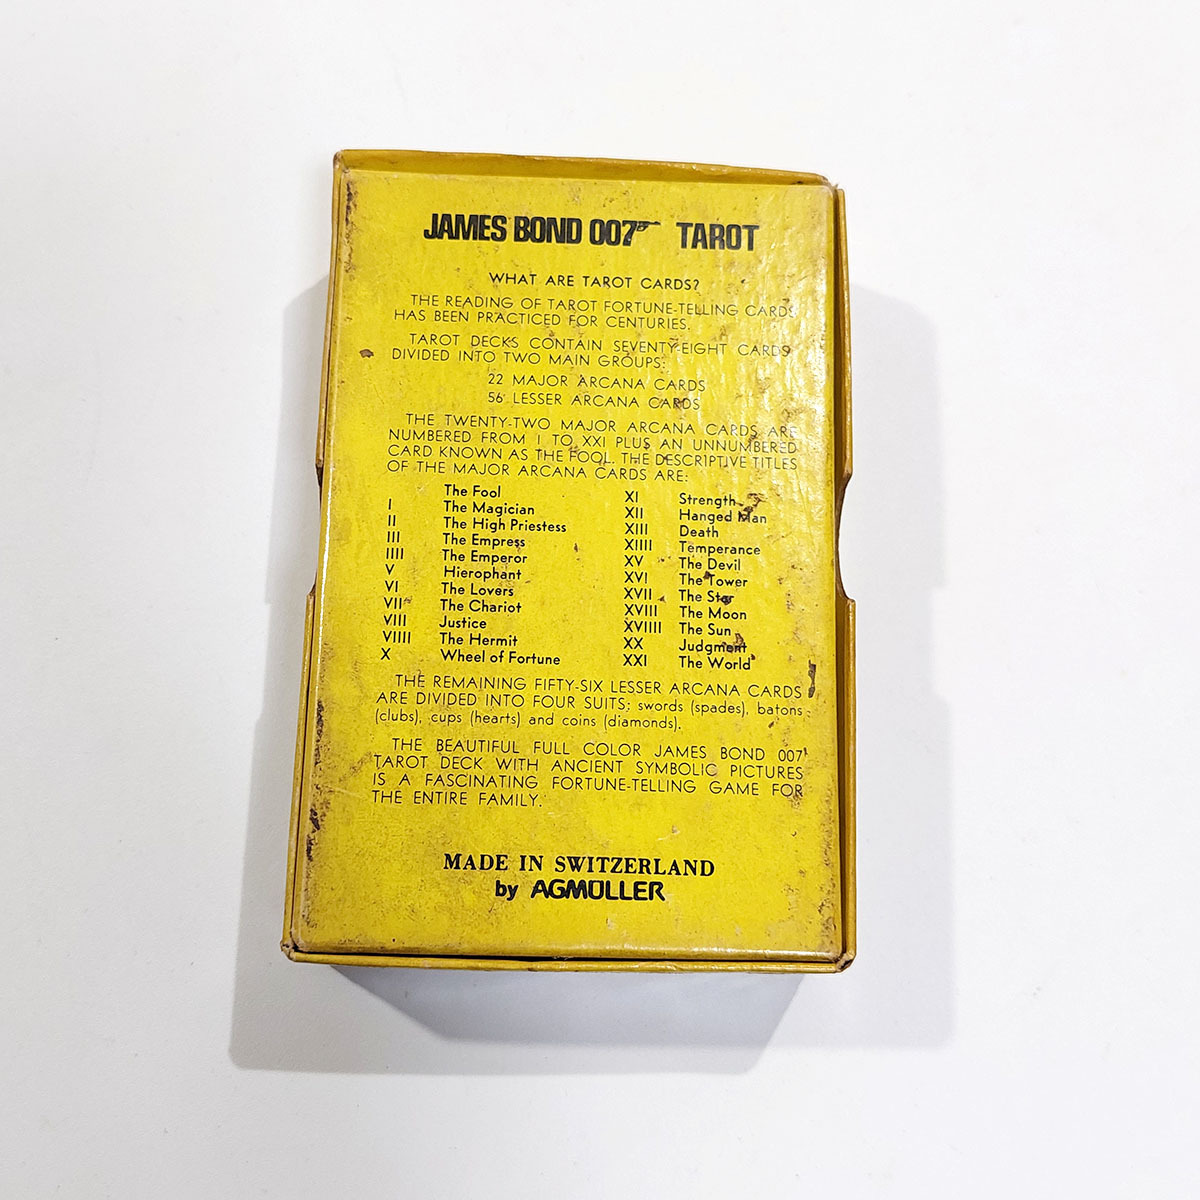 JAMES BOND 007 TAROT
WHAT ARE TAROT CARDS?
THE READING OF TAROT FORTUNE-TELLING CARDS
HAS BEEN PRACTICED FOR CENTURIES.
TAROT DECKS CONTAIN SEVENTY-EIGHT CARDS
DIVIDED INTO TWO MAIN GROUPS:
22 MAJOR ARCANA CARDS
56 LESSER ARCANA CARDS
THE TWENTY-TWO MAJOR ARCANA CARDS ARE
NUMBERED FROM I TO XXI PLUS AN UNNUMBERED
CARD KNOWN AS THE FOOL. THE DESCRIPTIVE TITLES
OF THE MAJOR ARCANA CARDS ARE:
The Fool
I The Magician
II The High Priestess
III The Empress
IIII The Emperor
V Hierophant
VI The Lovers
VII The Chariot
VIII Justice
VIIII The Hermit
X Wheel of Fortune
XI Strength
XII Hanged Man
XIII Death
XIIII Temperance
XV The Devil
XVI The Tower
XVII The Star
XVIII The Moon
XVIIII The Sun
XX Judgment
XXI The World
THE REMAINING FIFTY-SIX LESSER ARCANA CARDS
ARE DIVIDED INTO FOUR SUITS: swords (spades), batons
(clubs), cups (hearts) and coins (diamonds).
THE BEAUTIFUL FULL COLOR JAMES BOND 007
TAROT DECK WITH ANCIENT SYMBOLIC PICTURES
IS A FASCINATING FORTUNE-TELLING GAME FOR
THE ENTIRE FAMILY.
MADE IN SWITZERLAND
by AGMÜLLER